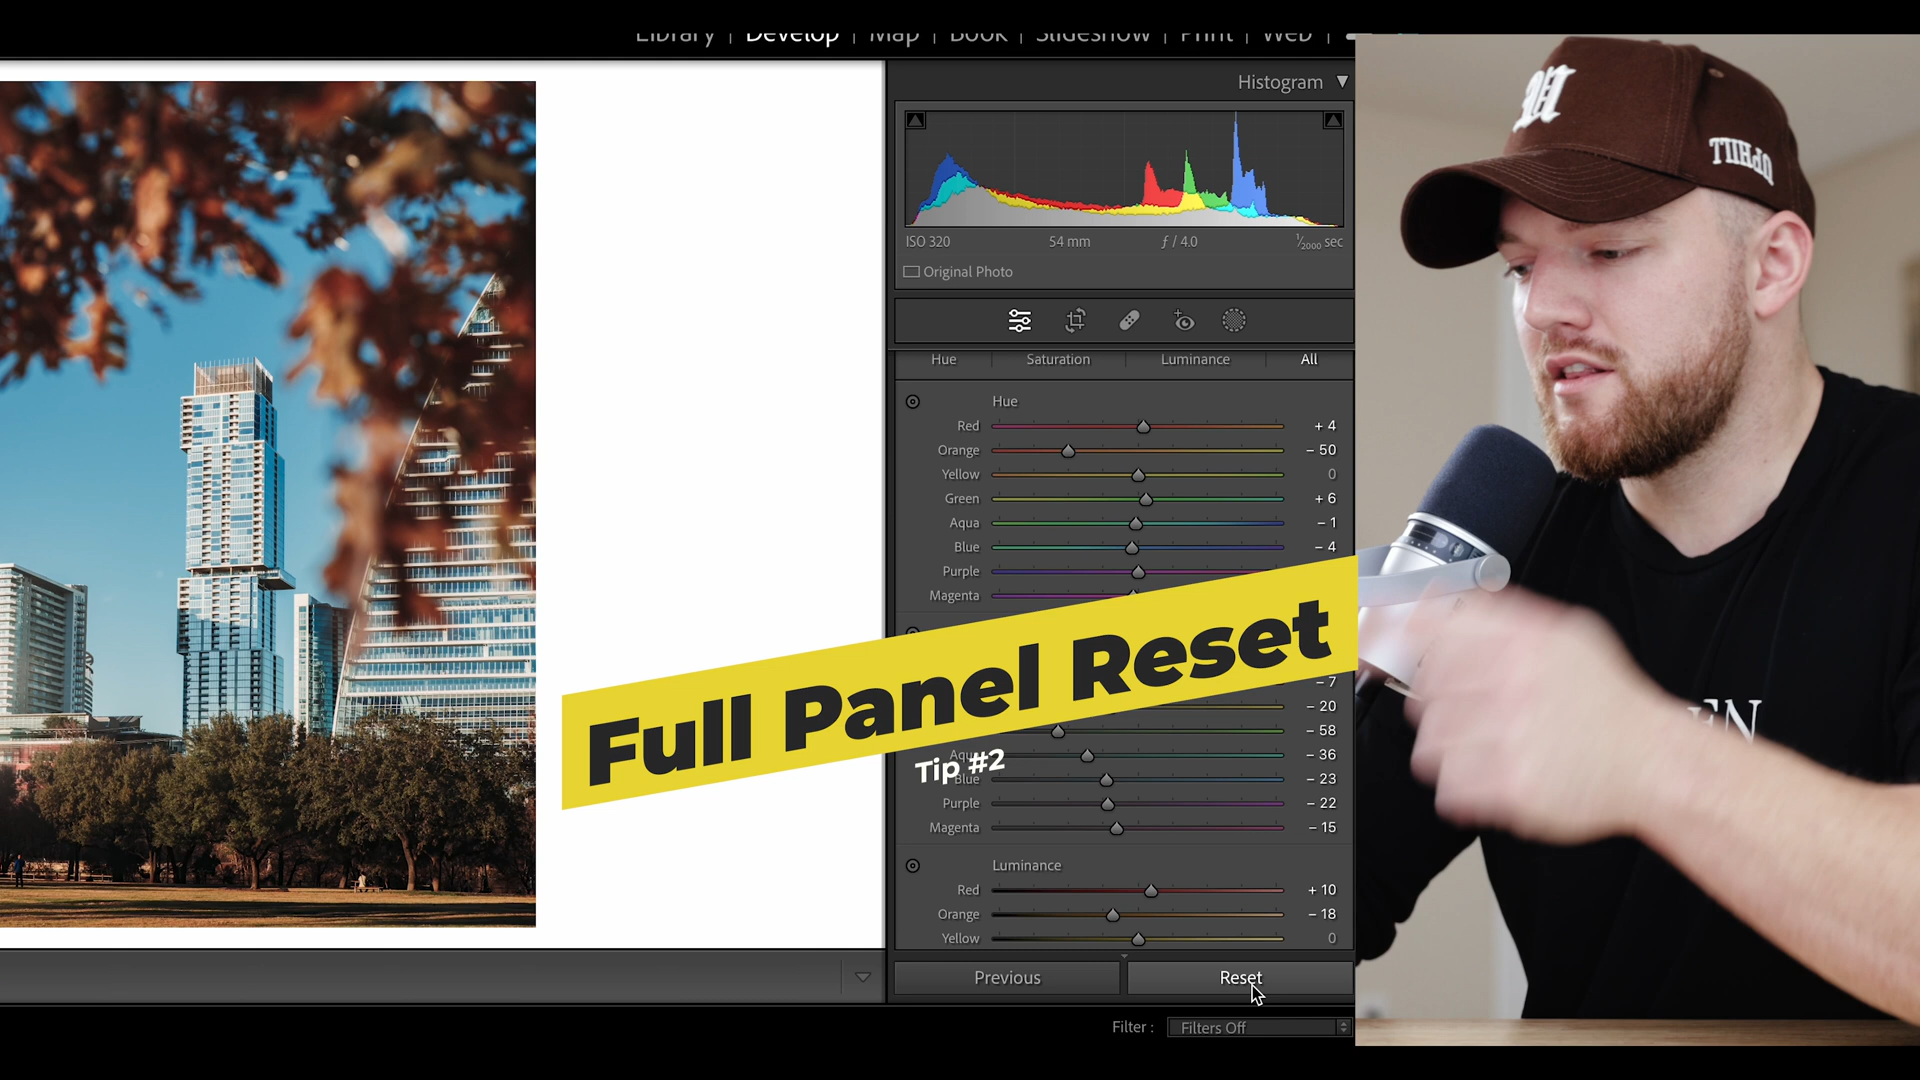 Library | Develop | Map | Book | Slideshow | Print | Web |
Histogram
ISO 320 54 mm ƒ / 4.0 1/2000 sec
Original Photo
Hue Saturation Luminance All
Hue
Red + 4
Orange − 50
Yellow 0
Green + 6
Aqua − 1
Blue − 4
Purple
Magenta
Full Panel Reset
Tip #2
− 7
− 20
− 58
Aqua − 36
Blue − 23
Purple − 22
Magenta − 15
Luminance
Red + 10
Orange − 18
Yellow 0
Previous Reset
Filter : Filters Off